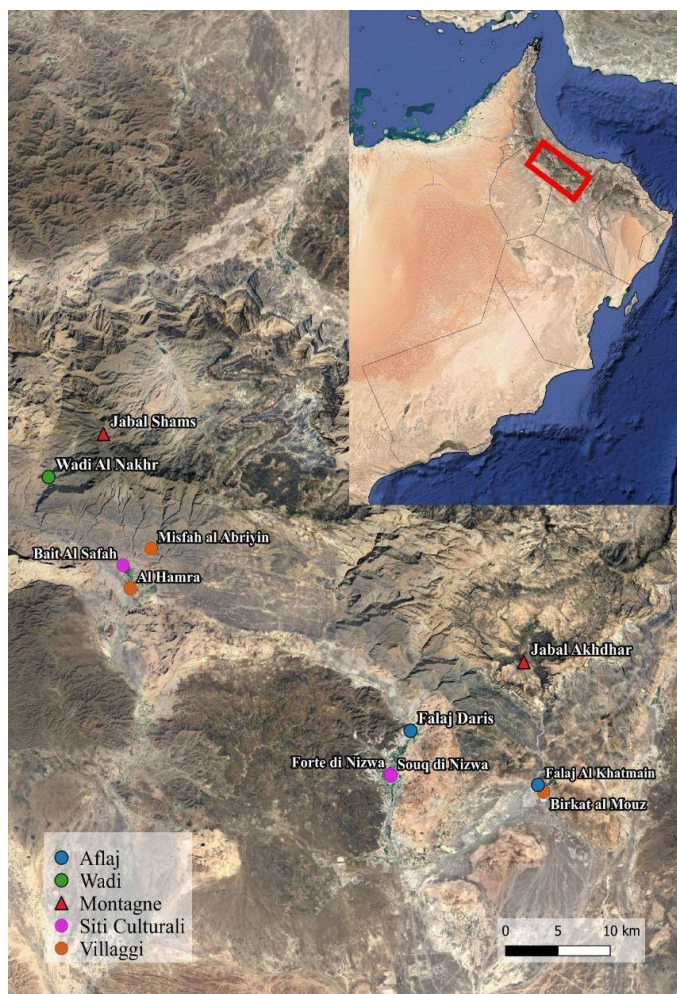 Jabal Shams
Wadi Al Nakhr
Misfah al Abriyin
Bait Al Safah
Al Hamra
Jabal Akhdhar
Falaj Daris
Forte di Nizwa
Souq di Nizwa
Falaj Al Khatmain
Birkat al Mouz
Aflaj
Wadi
Montagne
Siti Culturali
Villaggi
0 5 10 km